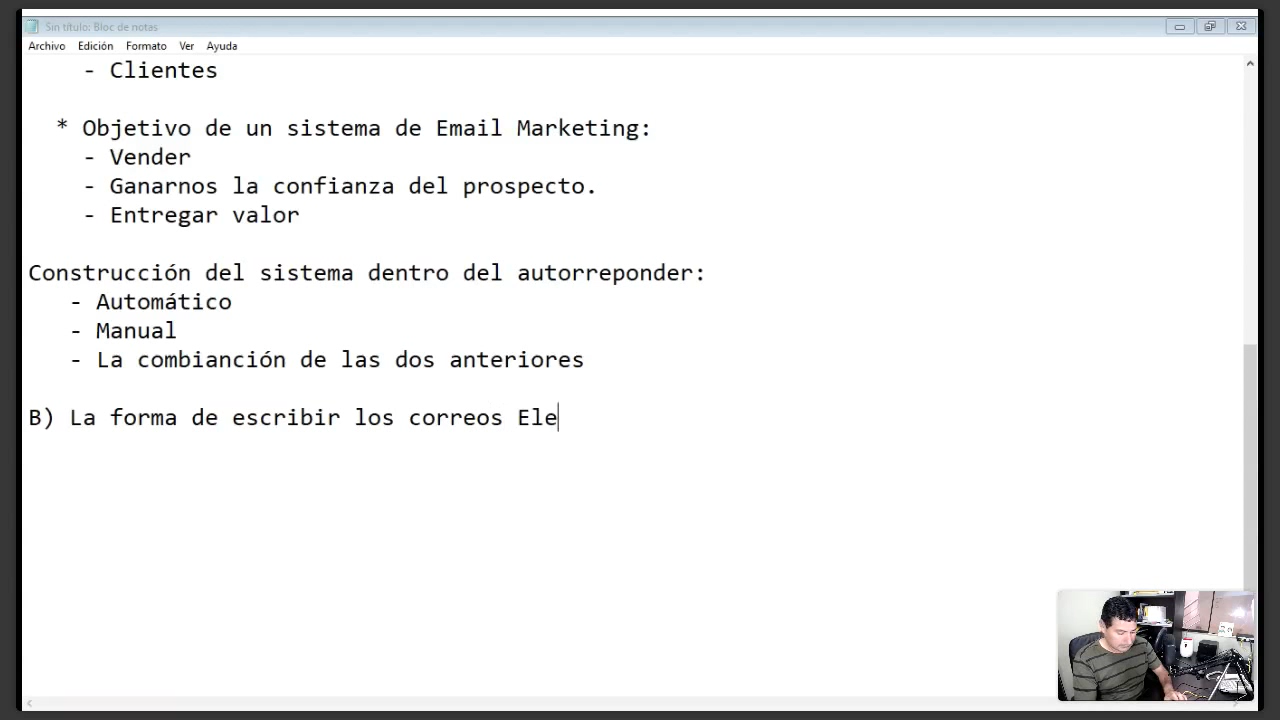 Sin título: Bloc de notas
Archivo Edición Formato Ver Ayuda
- Clientes
* Objetivo de un sistema de Email Marketing:
- Vender
- Ganarnos la confianza del prospecto.
- Entregar valor
Construcción del sistema dentro del autorreponder:
- Automático
- Manual
- La combianción de las dos anteriores
B) La forma de escribir los correos Ele